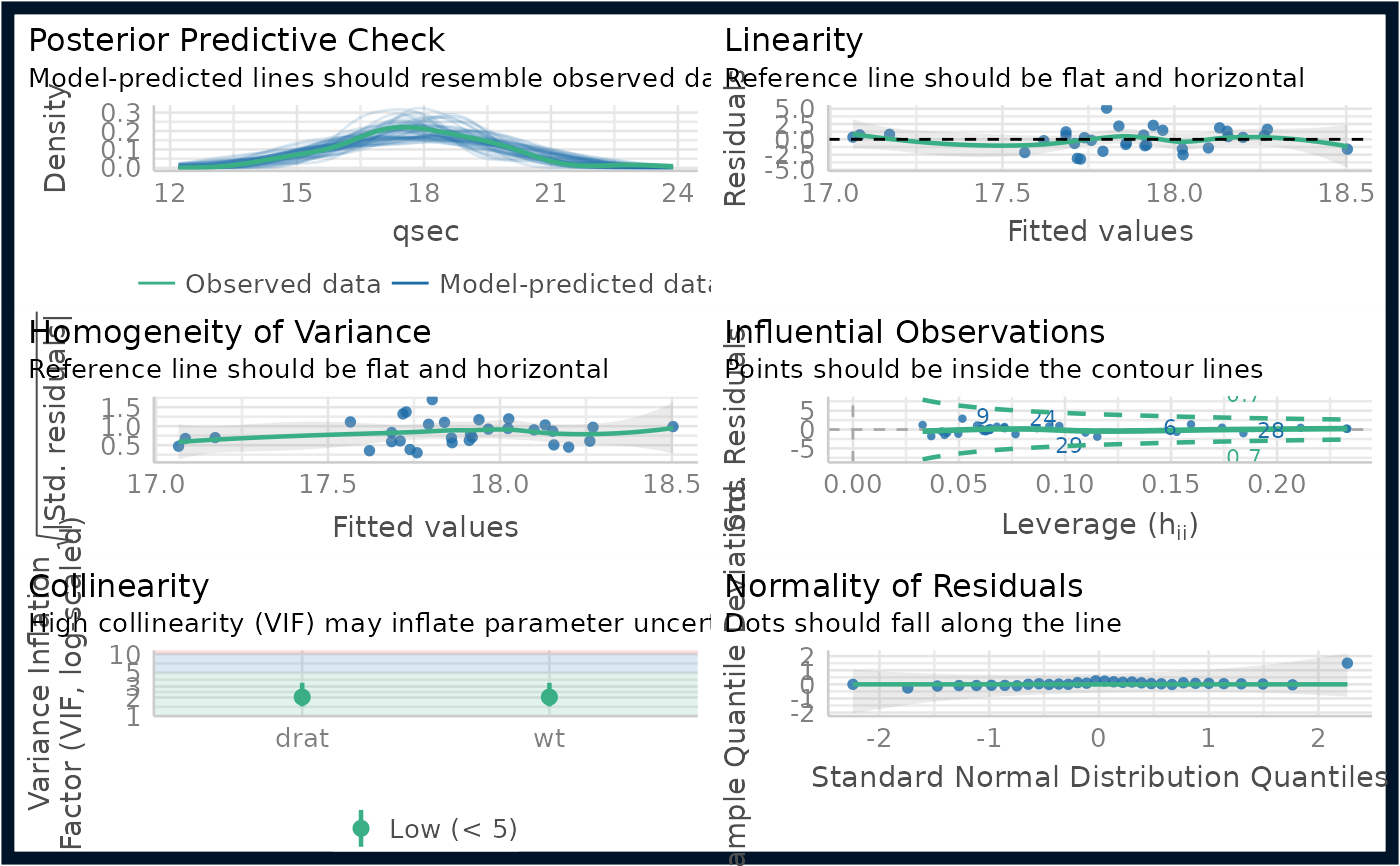 Posterior Predictive Check
Model-predicted lines should resemble observed da
Density
0.3
0.2
0.1
0.0
12 15 18 21 24
qsec
Observed data Model-predicted data
Linearity
Reference line should be flat and horizontal
Residuals
5.0
2.5
0.0
-2.5
-5.0
17.0 17.5 18.0 18.5
Fitted values
Homogeneity of Variance
Reference line should be flat and horizontal
√|Std. residuals|
1.5
1.0
0.5
17.0 17.5 18.0 18.5
Fitted values
Influential Observations
Points should be inside the contour lines
Std. Residuals
5
0
-5
0.7
9
24
29
6
28
0.7
0.00 0.05 0.10 0.15 0.20
Leverage (hii)
Collinearity
High collinearity (VIF) may inflate parameter uncert
Variance Inflation
Factor (VIF, log-scaled)
10
5
3
2
1
drat wt
Low (< 5)
Normality of Residuals
Dots should fall along the line
ample Quantile Deviations
2
1
0
-1
-2
-2 -1 0 1 2
Standard Normal Distribution Quantiles